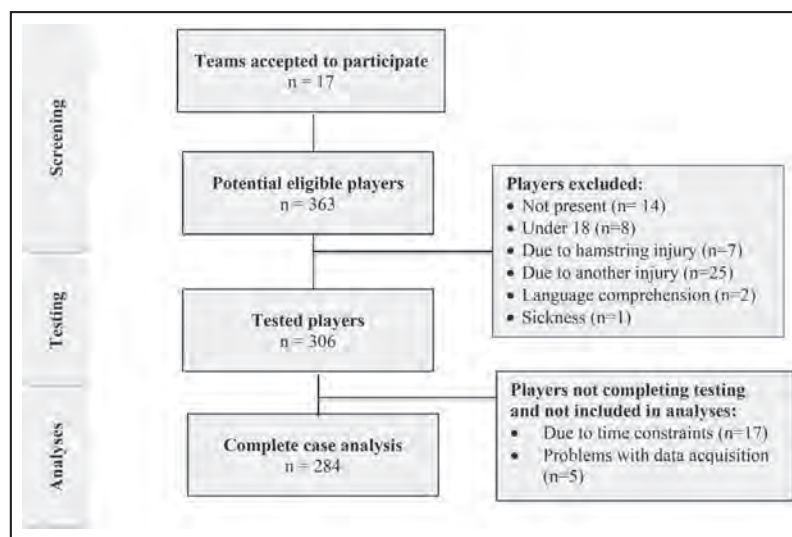 Screening
Teams accepted to participate
n = 17
Potential eligible players
n = 363
Players excluded:
• Not present (n= 14)
• Under 18 (n=8)
• Due to hamstring injury (n=7)
• Due to another injury (n=25)
• Language comprehension (n=2)
• Sickness (n=1)
Testing
Tested players
n = 306
Analyses
Players not completing testing
and not included in analyses:
• Due to time constraints (n=17)
• Problems with data acquisition
(n=5)
Complete case analysis
n = 284